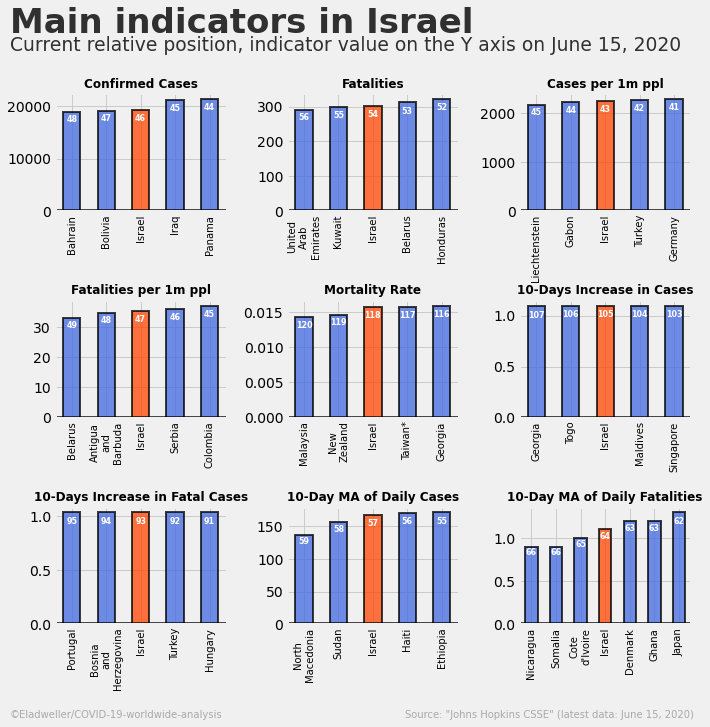 Main indicators in Israel
Current relative position, indicator value on the Y axis on June 15, 2020
Confirmed Cases
20000
10000
0
48
47
46
45
44
Bahrain
Bolivia
Israel
Iraq
Panama
Fatalities
300
200
100
0
56
55
54
53
52
United
Arab
Emirates
Kuwait
Israel
Belarus
Honduras
Cases per 1m ppl
2000
1000
0
45
44
43
42
41
Liechtenstein
Gabon
Israel
Turkey
Germany
Fatalities per 1m ppl
30
20
10
0
49
48
47
46
45
Belarus
Antigua
and
Barbuda
Israel
Serbia
Colombia
Mortality Rate
0.015
0.010
0.005
0.000
120
119
118
117
116
Malaysia
New
Zealand
Israel
Taiwan*
Georgia
10-Days Increase in Cases
1.0
0.5
0.0
107
106
105
104
103
Georgia
Togo
Israel
Maldives
Singapore
10-Days Increase in Fatal Cases
1.0
0.5
0.0
95
94
93
92
91
Portugal
Bosnia
and
Herzegovina
Israel
Turkey
Hungary
10-Day MA of Daily Cases
150
100
50
0
59
58
57
56
55
North
Macedonia
Sudan
Israel
Haiti
Ethiopia
10-Day MA of Daily Fatalities
1.0
0.5
0.0
66
66
65
64
63
63
62
Nicaragua
Somalia
Cote
d'Ivoire
Israel
Denmark
Ghana
Japan
©Eladweller/COVID-19-worldwide-analysis
Source: "Johns Hopkins CSSE" (latest data: June 15, 2020)